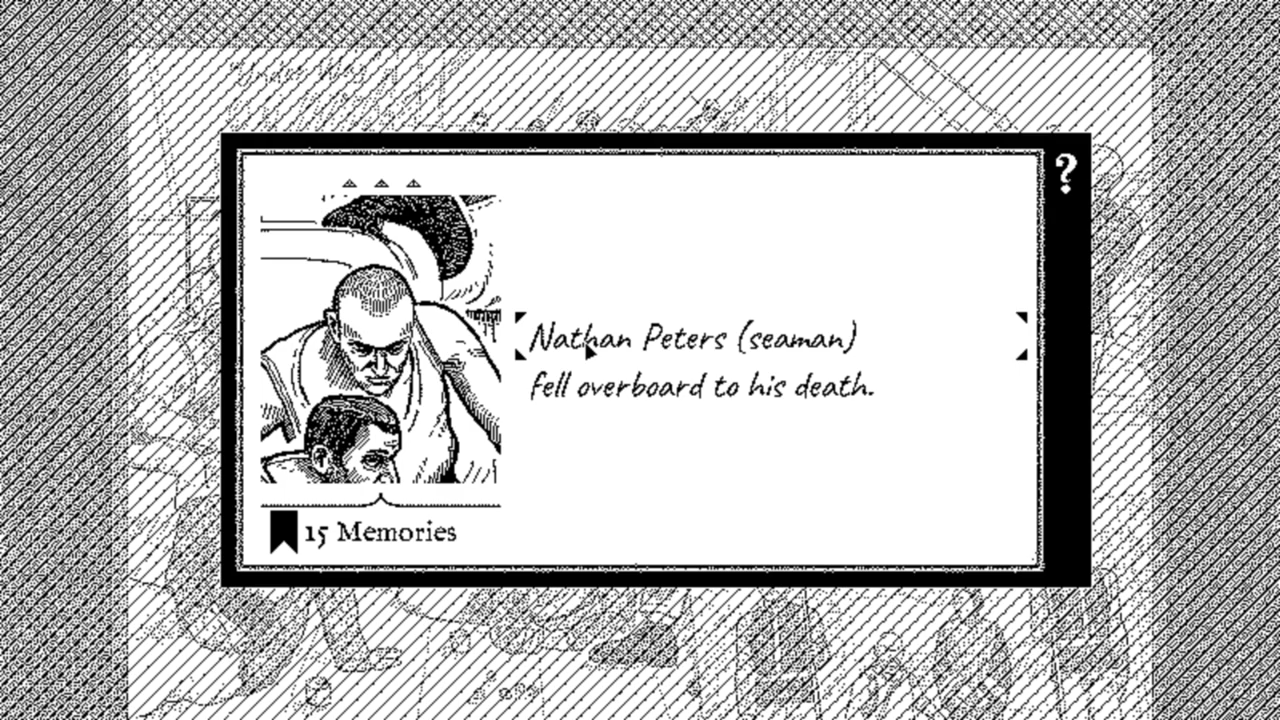 Nathan Peters (seaman)
fell overboard to his death.
15 Memories
?